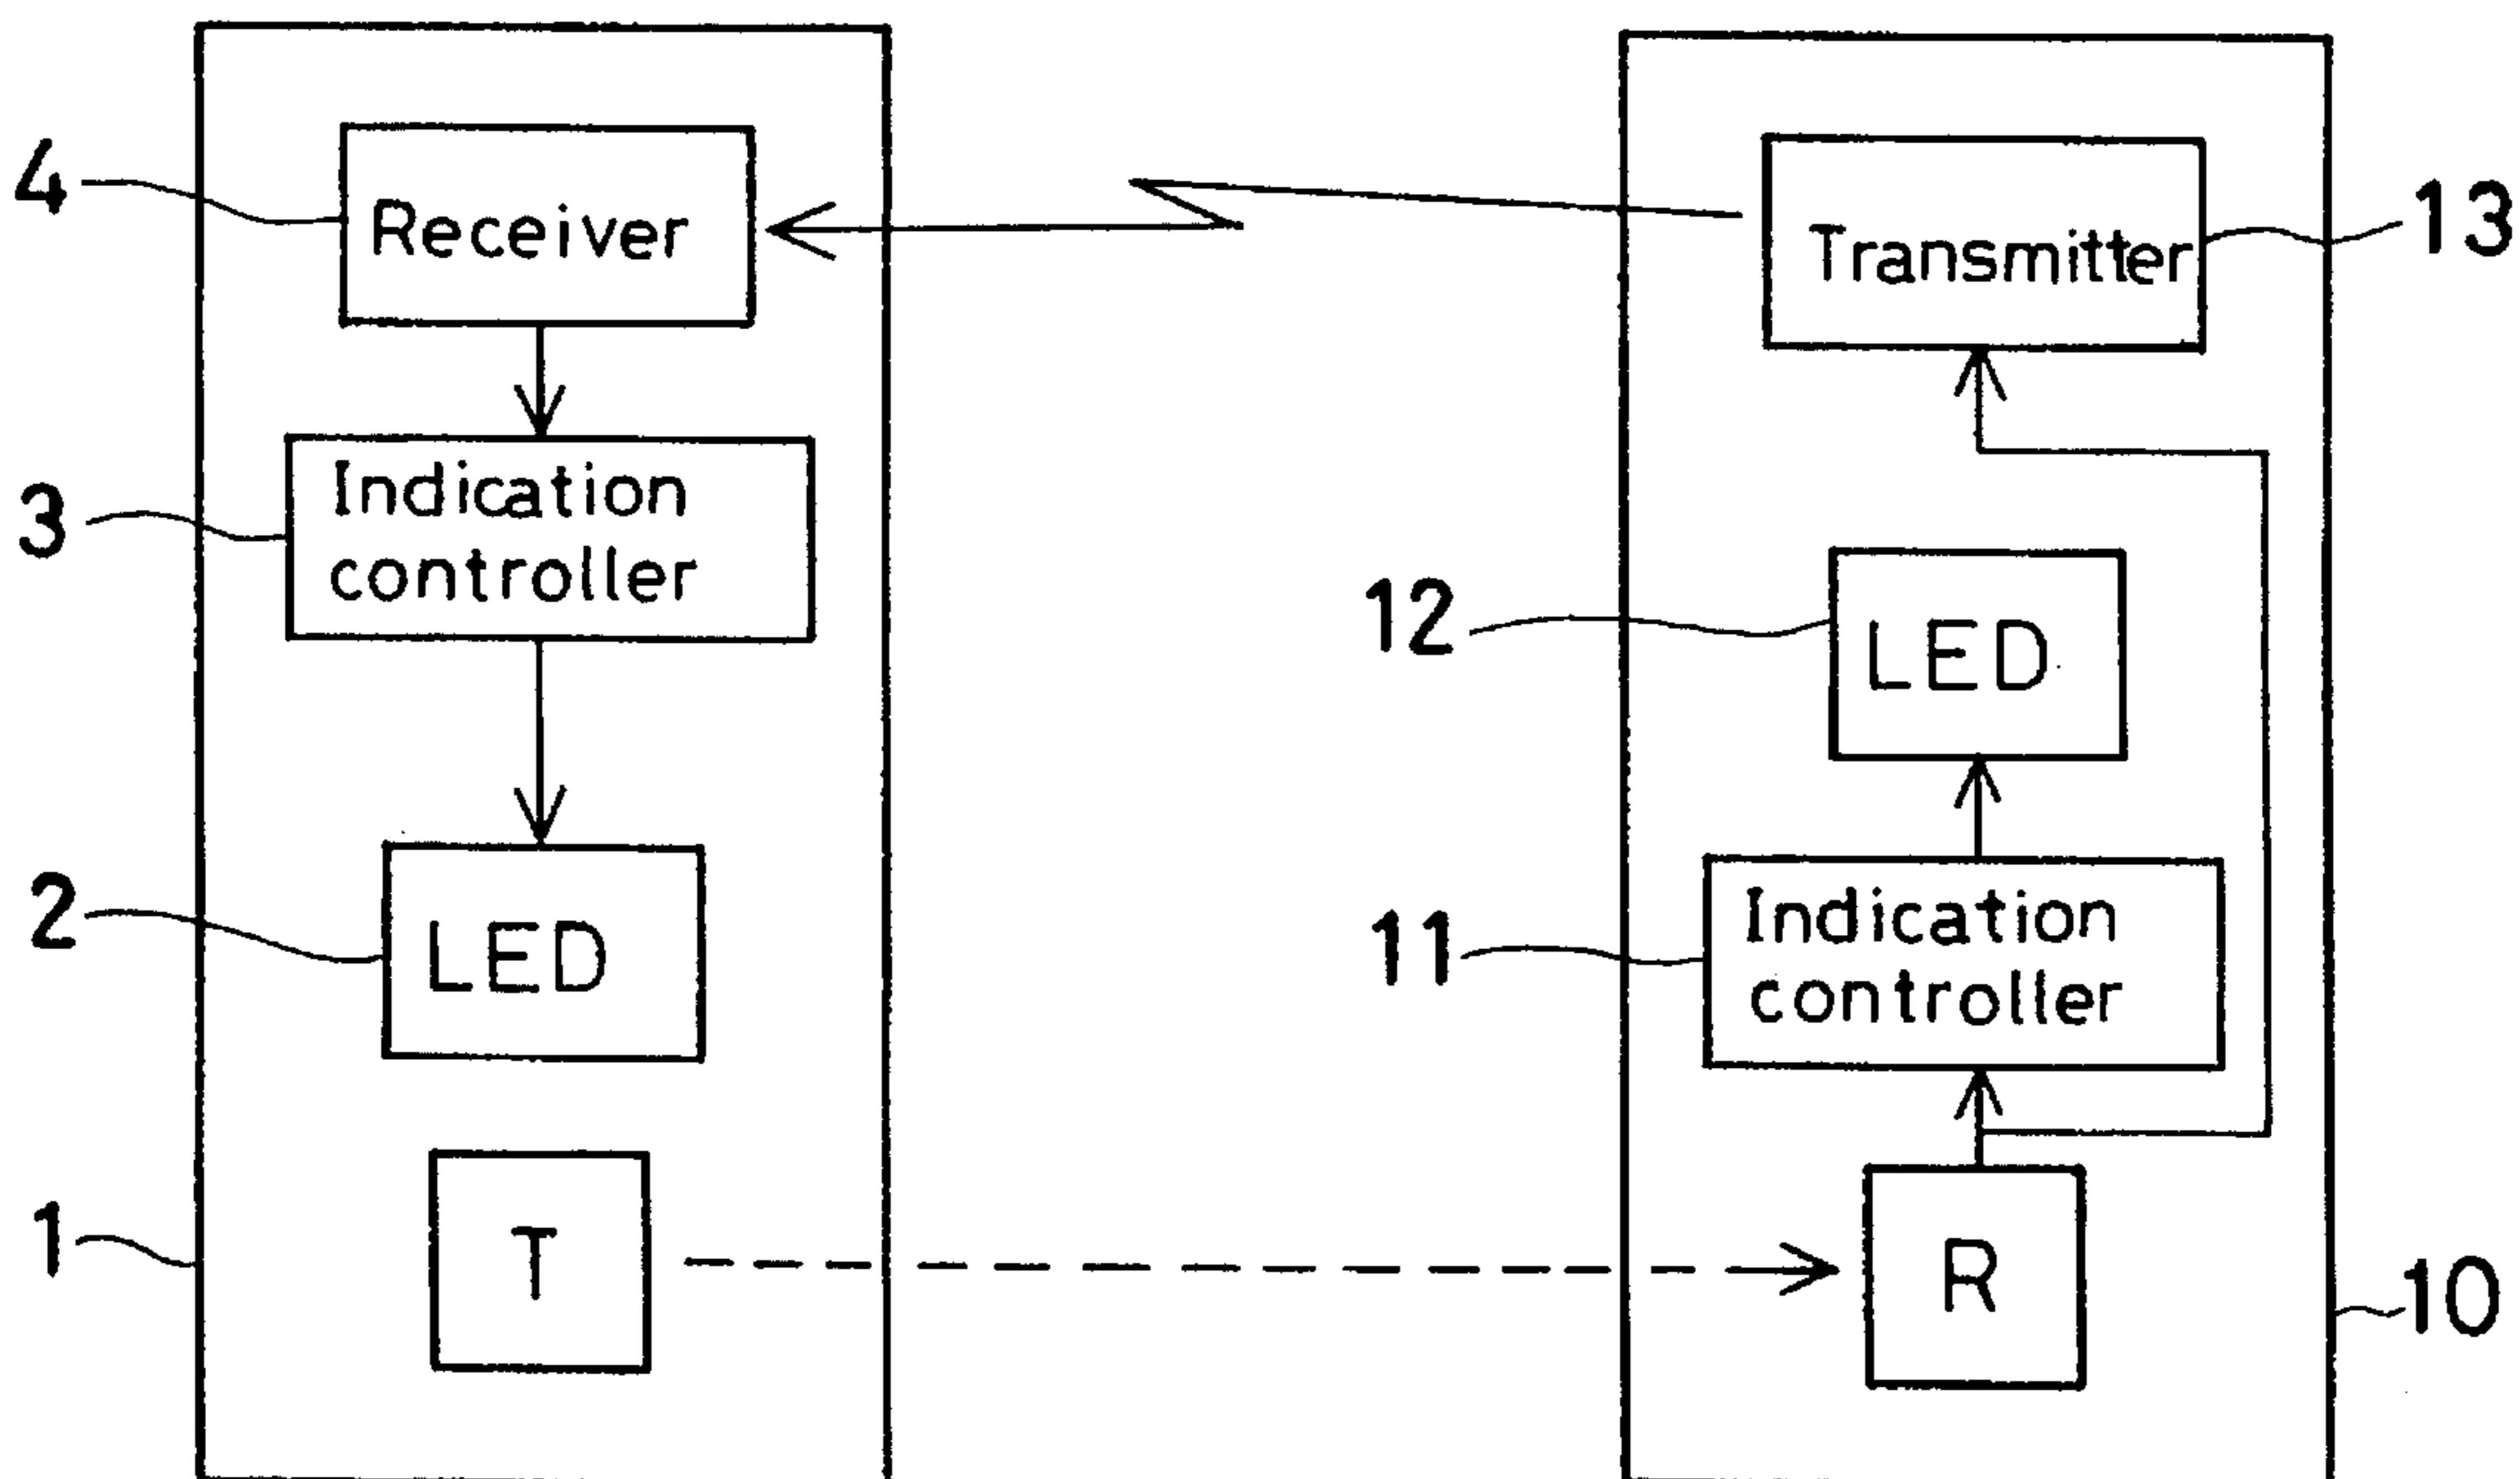 4
Receiver
3
Indication
controller
2
LED
1
T
13
Transmitter
12
LED
11
Indication
controller
10
R